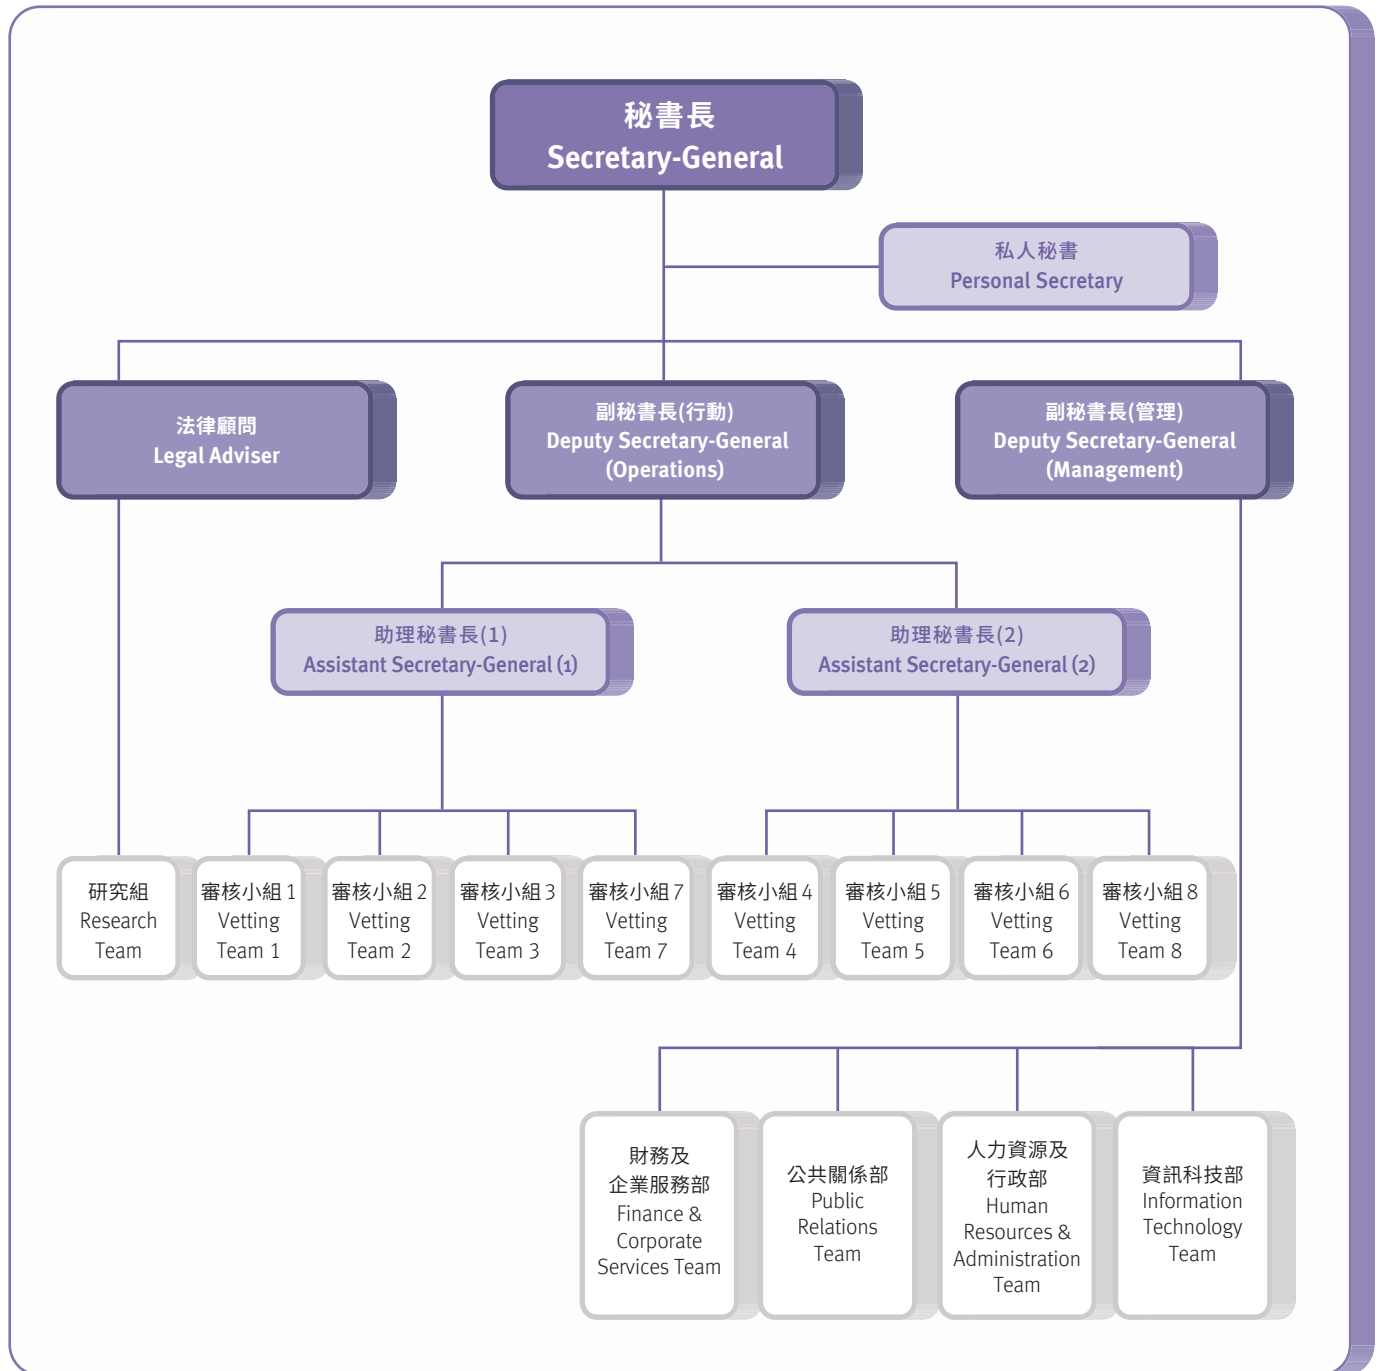 秘書長
Secretary-General
私人秘書
Personal Secretary
法律顧問
Legal Adviser
副秘書長(行動)
Deputy Secretary-General
(Operations)
副秘書長(管理)
Deputy Secretary-General
(Management)
助理秘書長(1)
Assistant Secretary-General (1)
助理秘書長(2)
Assistant Secretary-General (2)
研究組
Research
Team
審核小組 1
Vetting
Team 1
審核小組 2
Vetting
Team 2
審核小組 3
Vetting
Team 3
審核小組 7
Vetting
Team 7
審核小組 4
Vetting
Team 4
審核小組 5
Vetting
Team 5
審核小組 6
Vetting
Team 6
審核小組 8
Vetting
Team 8
財務及
企業服務部
Finance &
Corporate
Services Team
公共關係部
Public
Relations
Team
人力資源及
行政部
Human
Resources &
Administration
Team
資訊科技部
Information
Technology
Team